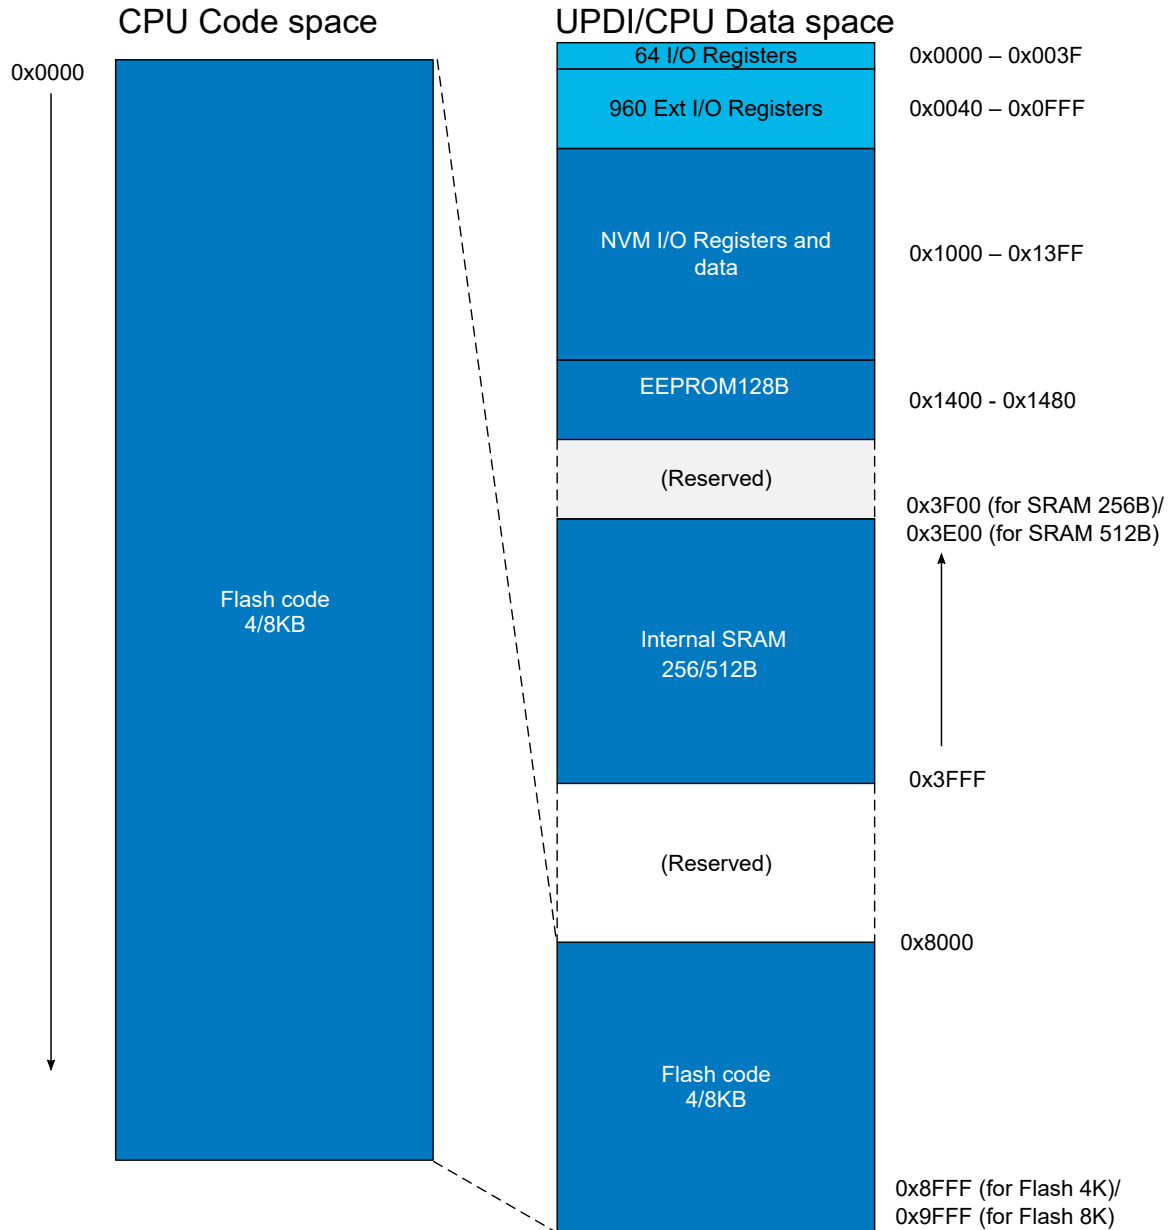 CPU Code space
0x0000
Flash code
4/8KB
UPDI/CPU Data space
64 I/O Registers
0x0000 – 0x003F
960 Ext I/O Registers
0x0040 – 0x0FFF
NVM I/O Registers and
data
0x1000 – 0x13FF
EEPROM128B
0x1400 - 0x1480
(Reserved)
0x3F00 (for SRAM 256B)/
0x3E00 (for SRAM 512B)
Internal SRAM
256/512B
0x3FFF
(Reserved)
0x8000
Flash code
4/8KB
0x8FFF (for Flash 4K)/
0x9FFF (for Flash 8K)